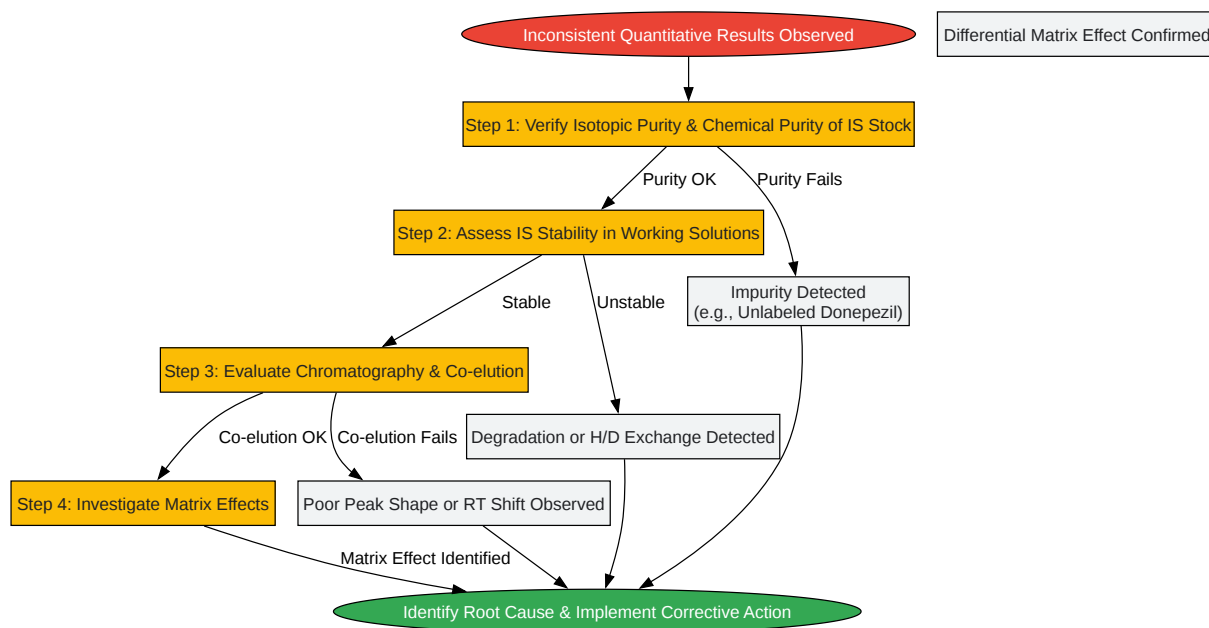 Inconsistent Quantitative Results Observed
Differential Matrix Effect Confirmed
Step 1: Verify Isotopic Purity & Chemical Purity of IS Stock
Purity OK
Purity Fails
Step 2: Assess IS Stability in Working Solutions
Impurity Detected
(e.g., Unlabeled Donepezil)
Stable
Unstable
Step 3: Evaluate Chromatography & Co-elution
Co-elution OK
Co-elution Fails
Degradation or H/D Exchange Detected
Step 4: Investigate Matrix Effects
Poor Peak Shape or RT Shift Observed
Matrix Effect Identified
Identify Root Cause & Implement Corrective Action